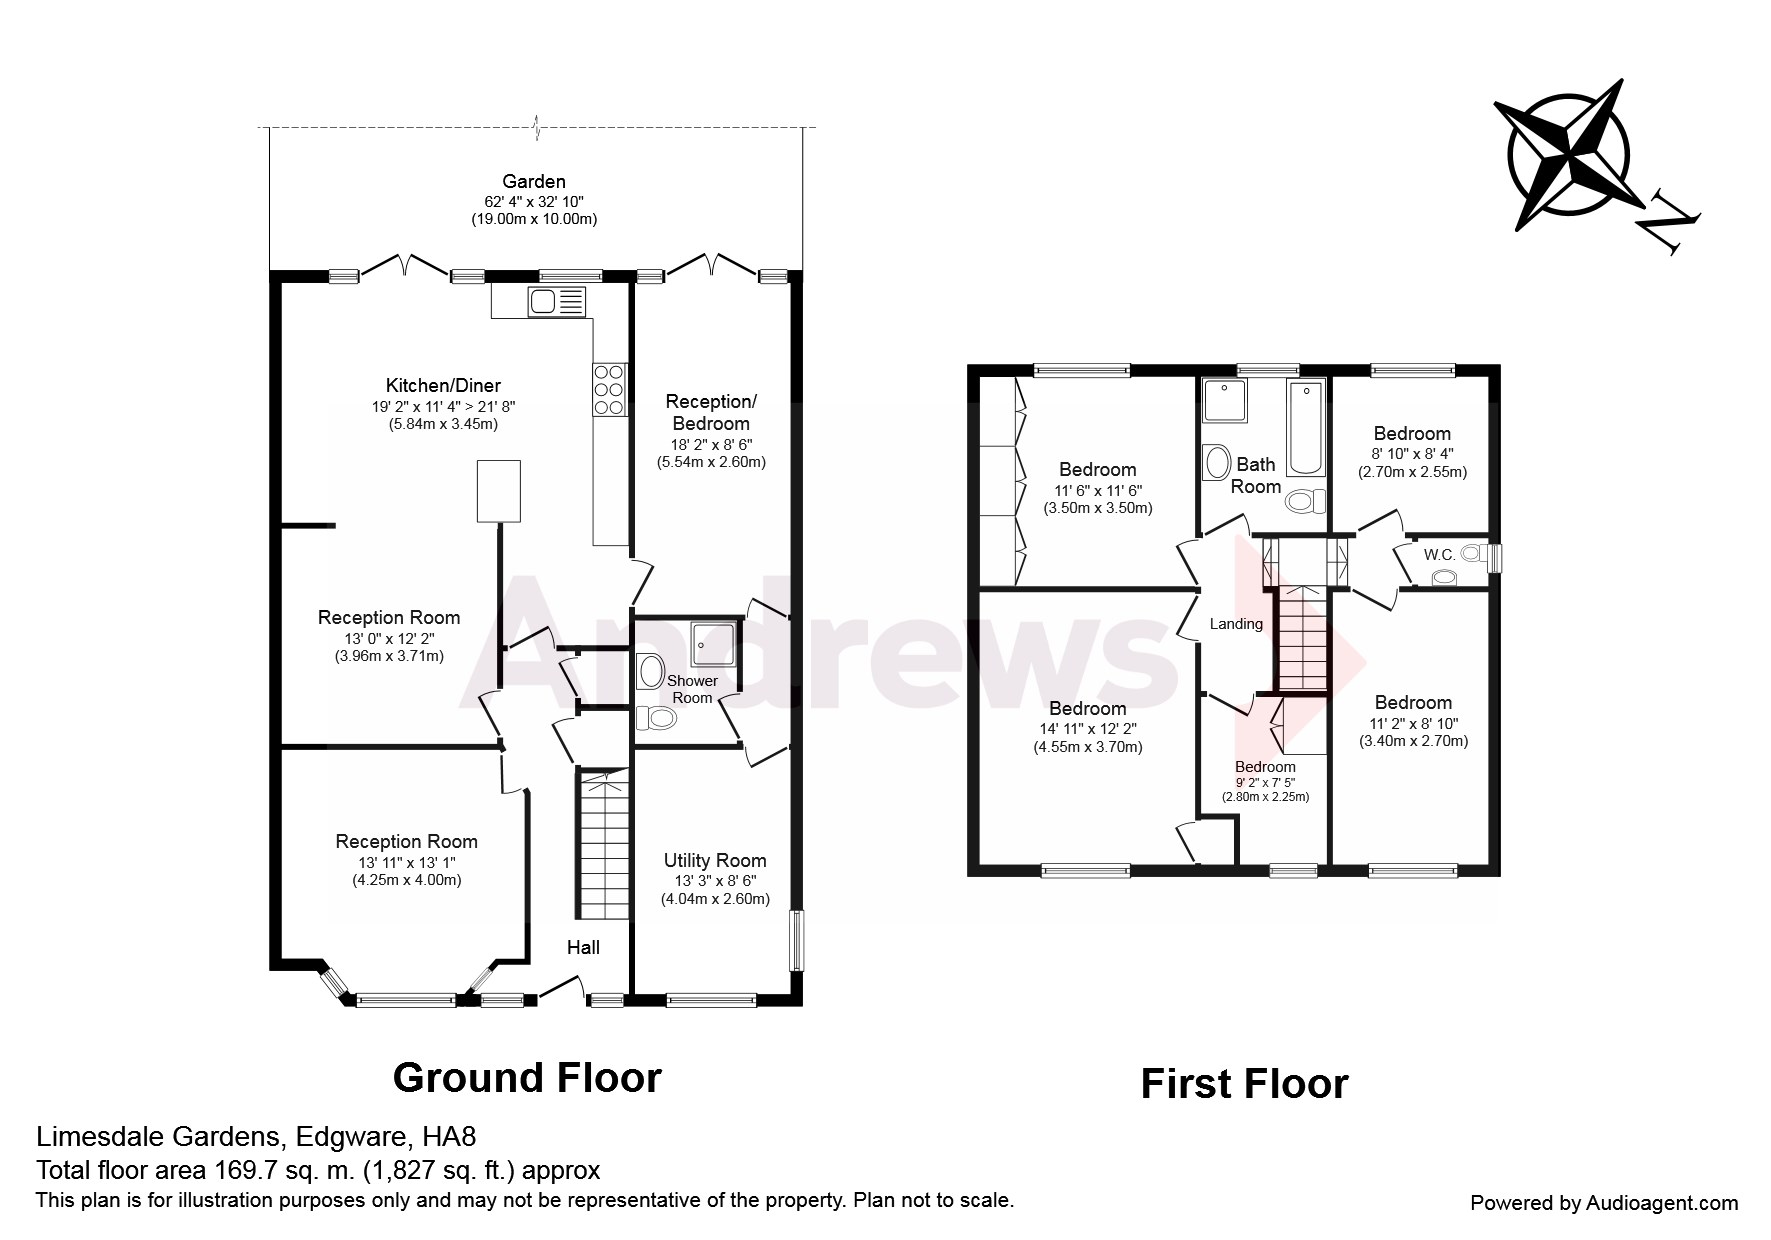 Garden
62' 4" x 32' 10"
(19.00m x 10.00m)
N
Kitchen/Diner
19' 2" x 11' 4" > 21' 8"
(5.84m x 3.45m)
Reception/
Bedroom
18' 2" x 8' 6"
(5.54m x 2.60m)
Reception Room
13' 0" x 12' 2"
(3.96m x 3.71m)
Shower
Room
Reception Room
13' 11" x 13' 1"
(4.25m x 4.00m)
Utility Room
13' 3" x 8' 6"
(4.04m x 2.60m)
Hall
Bedroom
11' 6" x 11' 6"
(3.50m x 3.50m)
Bath
Room
Bedroom
8' 10" x 8' 4"
(2.70m x 2.55m)
W.C.
Landing
Bedroom
14' 11" x 12' 2"
(4.55m x 3.70m)
Bedroom
9' 2" x 7' 5"
(2.80m x 2.25m)
Bedroom
11' 2" x 8' 10"
(3.40m x 2.70m)
Andrews
Ground Floor
First Floor
Limesdale Gardens, Edgware, HA8
Total floor area 169.7 sq. m. (1,827 sq. ft.) approx
This plan is for illustration purposes only and may not be representative of the property. Plan not to scale.
Powered by Audioagent.com